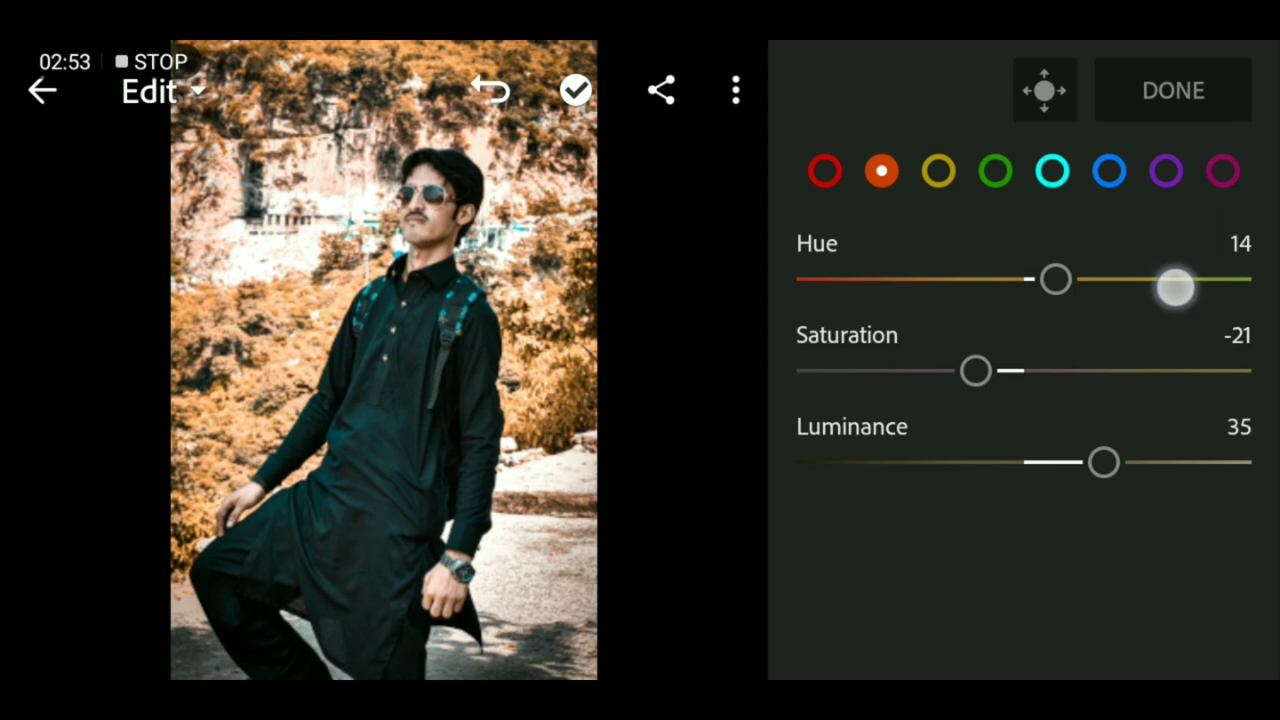 02:53 STOP
Edit
DONE
Hue 14
Saturation -21
Luminance 35